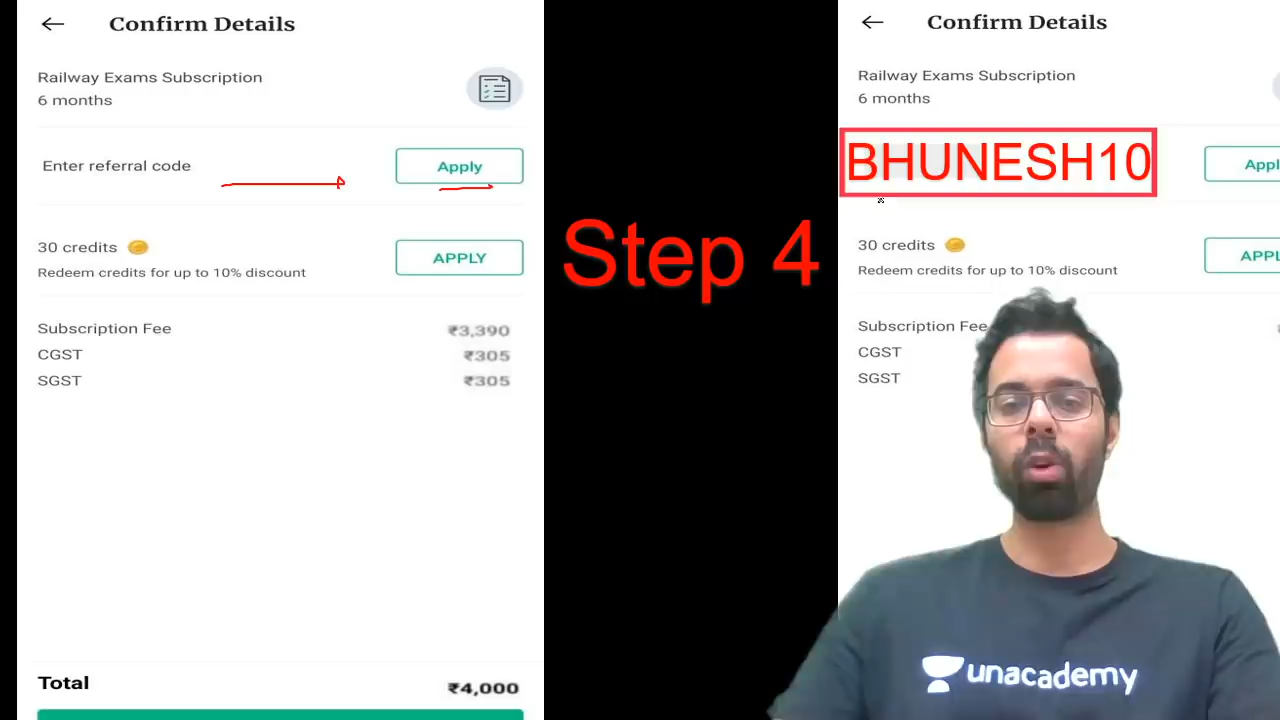 Confirm Details
Railway Exams Subscription
6 months
Enter referral code
Apply
30 credits
APPLY
Redeem credits for up to 10% discount
Subscription Fee ₹3,390
CGST ₹305
SGST ₹305
Total ₹4,000
Step 4
Confirm Details
Railway Exams Subscription
6 months
BHUNESH10
Appl
30 credits
APPL
Redeem credits for up to 10% discount
Subscription Fee
CGST
SGST
unacademy